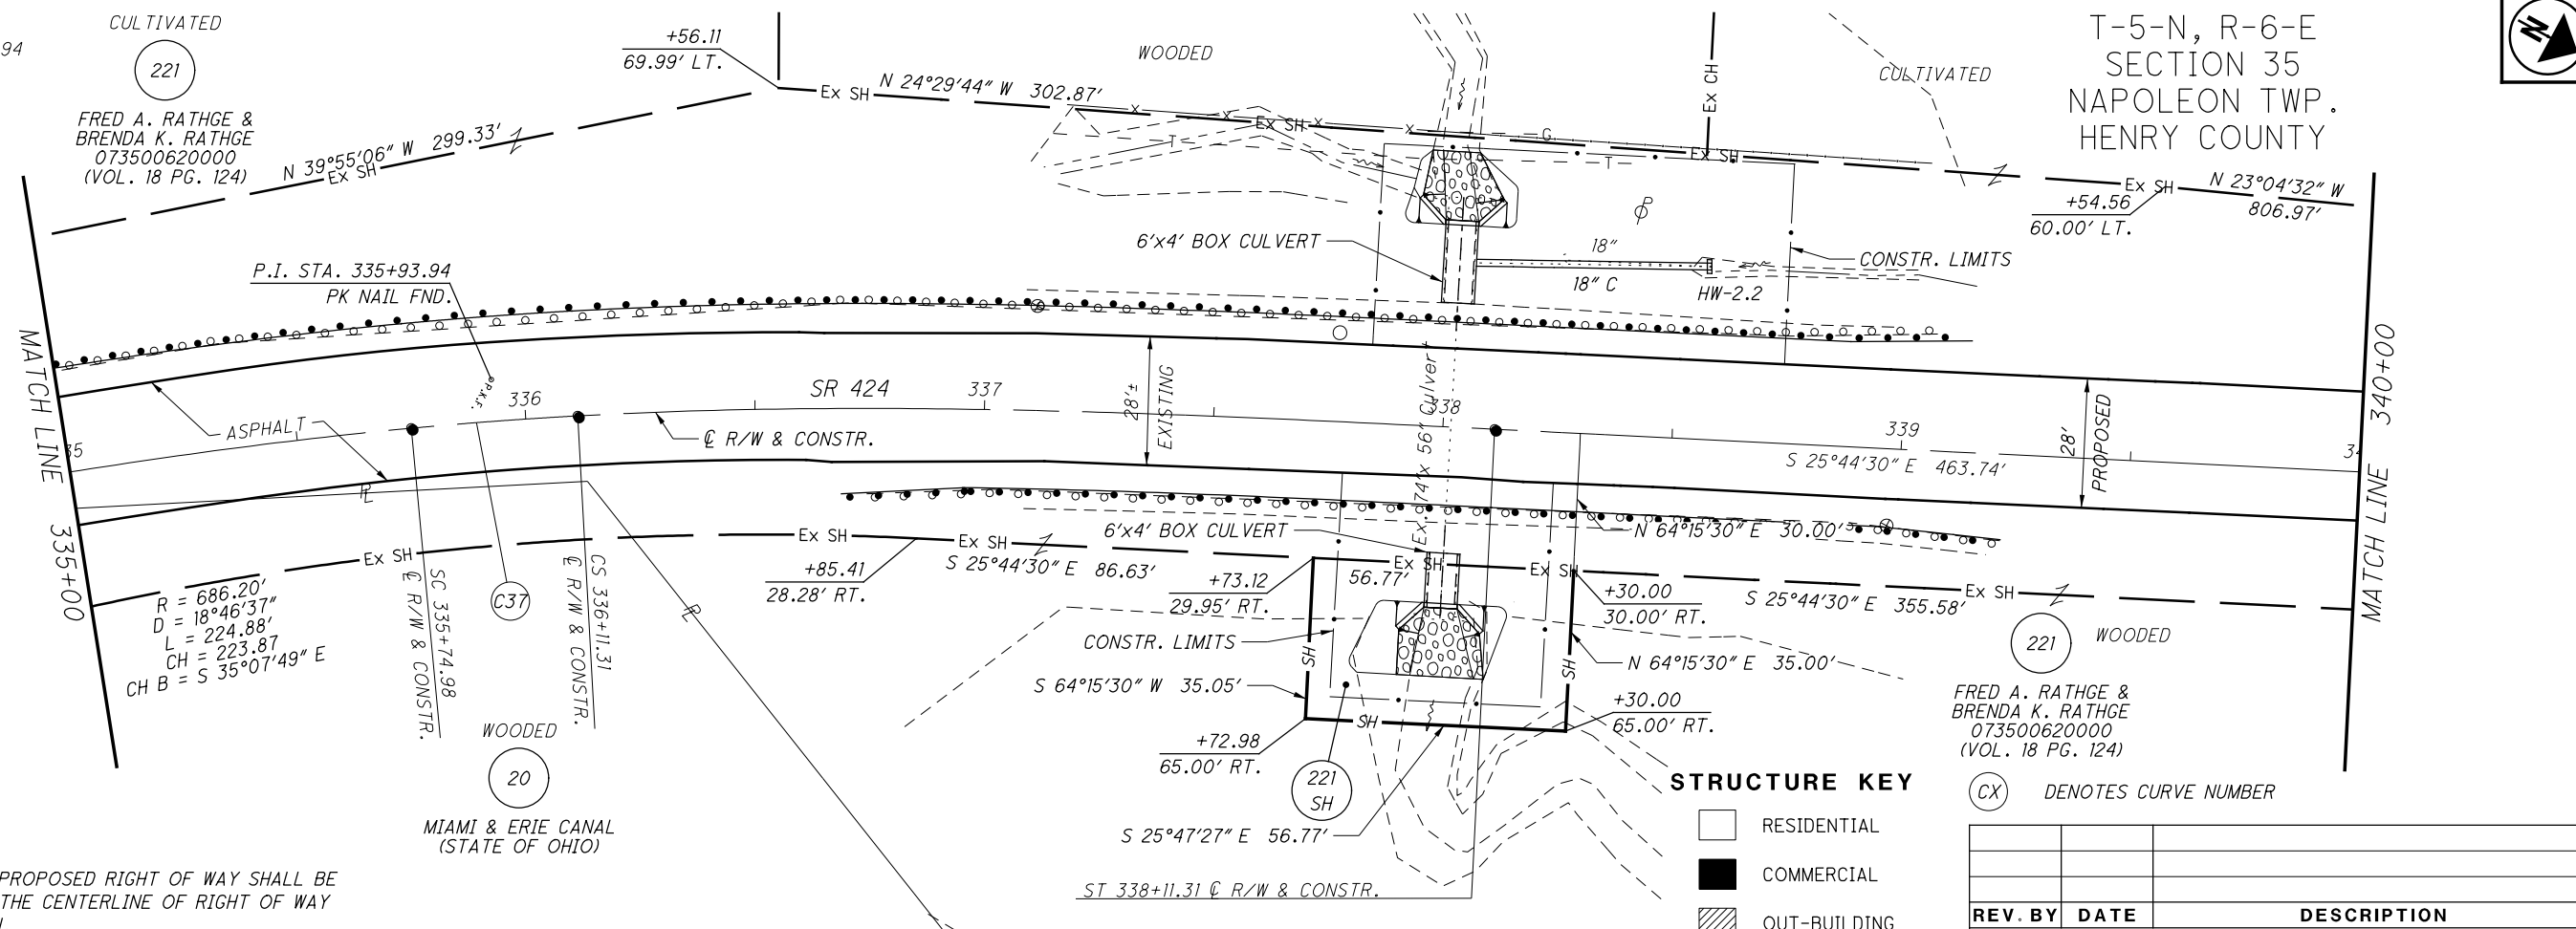 94
CULTIVATED
221
FRED A. RATHGE &
BRENDA K. RATHGE
073500620000
(VOL. 18 PG. 124)
N 39°55'06" W 299.33'
Ex SH
+56.11
69.99' LT.
Ex SH
N 24°29'44" W 302.87'
WOODED
Ex SH
G
T
T
Ex SH
Ex CH
CULTIVATED
T-5-N, R-6-E
SECTION 35
NAPOLEON TWP.
HENRY COUNTY
N
Ex SH
N 23°04'32" W
806.97'
+54.56
60.00' LT.
P
6'x4' BOX CULVERT
18"
18" C
HW-2.2
CONSTR. LIMITS
P.I. STA. 335+93.94
PK NAIL FND.
P.K.F.
MATCH LINE 335+00
35
ASPHALT
336
SR 424
337
338
339
34
℄ R/W & CONSTR.
28'±
EXISTING
Ex. 74'x 56" Culvert
S 25°44'30" E 463.74'
28'
PROPOSED
MATCH LINE 340+00
PL
Ex SH
Ex SH
+85.41
28.28' RT.
Ex SH
S 25°44'30" E 86.63'
6'x4' BOX CULVERT
N 64°15'30" E 30.00'
+73.12
29.95' RT.
Ex SH
56.77'
Ex SH
+30.00
30.00' RT.
S 25°44'30" E 355.58'
Ex SH
R = 686.20'
D = 18°46'37"
L = 224.88'
CH = 223.87
CH B = S 35°07'49" E
SC 335+74.98
℄ R/W & CONSTR.
C37
CS 336+11.31
℄ R/W & CONSTR.
PL
CONSTR. LIMITS
SH
SH
N 64°15'30" E 35.00'
S 64°15'30" W 35.05'
SH
+30.00
65.00' RT.
+72.98
65.00' RT.
221
SH
S 25°47'27" E 56.77'
ST 338+11.31 ℄ R/W & CONSTR.
WOODED
20
MIAMI & ERIE CANAL
(STATE OF OHIO)
221
WOODED
FRED A. RATHGE &
BRENDA K. RATHGE
073500620000
(VOL. 18 PG. 124)
STRUCTURE KEY
RESIDENTIAL
COMMERCIAL
OUT-BUILDING
CX DENOTES CURVE NUMBER
REV. BY DATE DESCRIPTION
PROPOSED RIGHT OF WAY SHALL BE
THE CENTERLINE OF RIGHT OF WAY